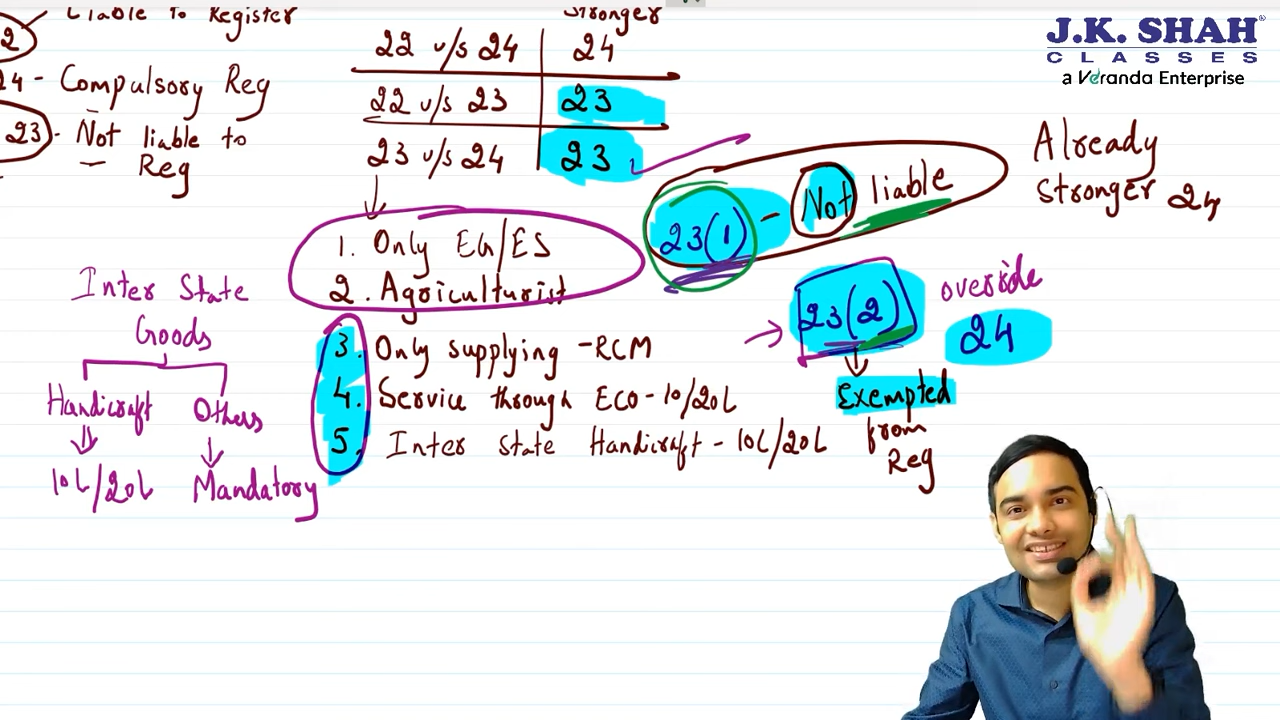 J.K. SHAH®
CLASSES
a Veranda Enterprise
2 Liable to Register
24 - Compulsory Reg
23 - Not liable to
Reg
Stronger
22 v/s 24 24
22 v/s 23 23
23 v/s 24 23
1. Only EG/ES
2. Agriculturist
3. Only supplying - RCM
4. Service through ECO - 10/20L
5. Inter state Handicraft - 10L/20L
23(1) - Not liable
Already
stronger 24
23(2) override
24
Exempted
from
Reg
Inter State
Goods
Handicraft Others
10L/20L Mandatory